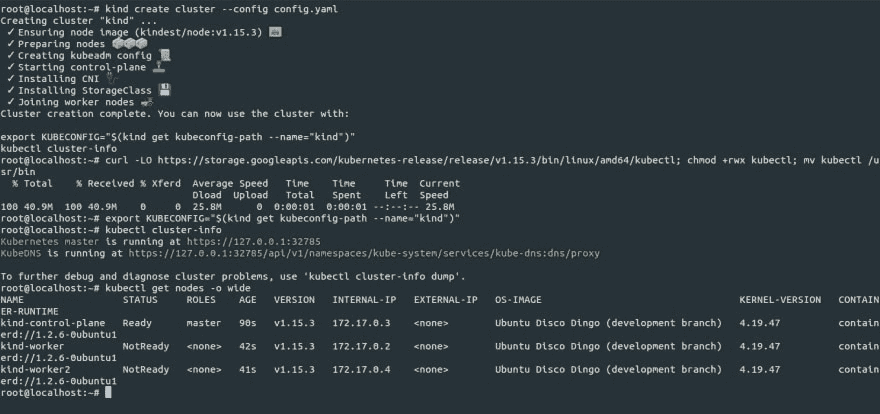 root@localhost:~# kind create cluster --config config.yaml
Creating cluster "kind" ...
✓ Ensuring node image (kindest/node:v1.15.3) 🖼
✓ Preparing nodes 📦📦📦
✓ Creating kubeadm config 📜
✓ Starting control-plane 🕹️
✓ Installing CNI 🔌
✓ Installing StorageClass 💾
✓ Joining worker nodes 🚜
Cluster creation complete. You can now use the cluster with:

export KUBECONFIG="$(kind get kubeconfig-path --name="kind")"
kubectl cluster-info
root@localhost:~# curl -LO https://storage.googleapis.com/kubernetes-release/release/v1.15.3/bin/linux/amd64/kubectl; chmod +rwx kubectl; mv kubectl /u
sr/bin
  % Total    % Received % Xferd  Average Speed   Time    Time     Time  Current
                                 Dload  Upload   Total   Spent    Left  Speed
100 40.9M  100 40.9M    0     0  25.8M      0  0:00:01  0:00:01 --:--:-- 25.8M
root@localhost:~# export KUBECONFIG="$(kind get kubeconfig-path --name="kind")"
root@localhost:~# kubectl cluster-info
Kubernetes master is running at https://127.0.0.1:32785
KubeDNS is running at https://127.0.0.1:32785/api/v1/namespaces/kube-system/services/kube-dns:dns/proxy

To further debug and diagnose cluster problems, use 'kubectl cluster-info dump'.
root@localhost:~# kubectl get nodes -o wide
NAME                 STATUS     ROLES    AGE   VERSION   INTERNAL-IP   EXTERNAL-IP   OS-IMAGE                                  KERNEL-VERSION   CONTAIN
ER-RUNTIME
kind-control-plane   Ready      master   90s   v1.15.3   172.17.0.3    <none>        Ubuntu Disco Dingo (development branch)   4.19.47          contain
erd://1.2.6-0ubuntu1
kind-worker          NotReady   <none>   42s   v1.15.3   172.17.0.2    <none>        Ubuntu Disco Dingo (development branch)   4.19.47          contain
erd://1.2.6-0ubuntu1
kind-worker2         NotReady   <none>   41s   v1.15.3   172.17.0.4    <none>        Ubuntu Disco Dingo (development branch)   4.19.47          contain
erd://1.2.6-0ubuntu1
root@localhost:~#